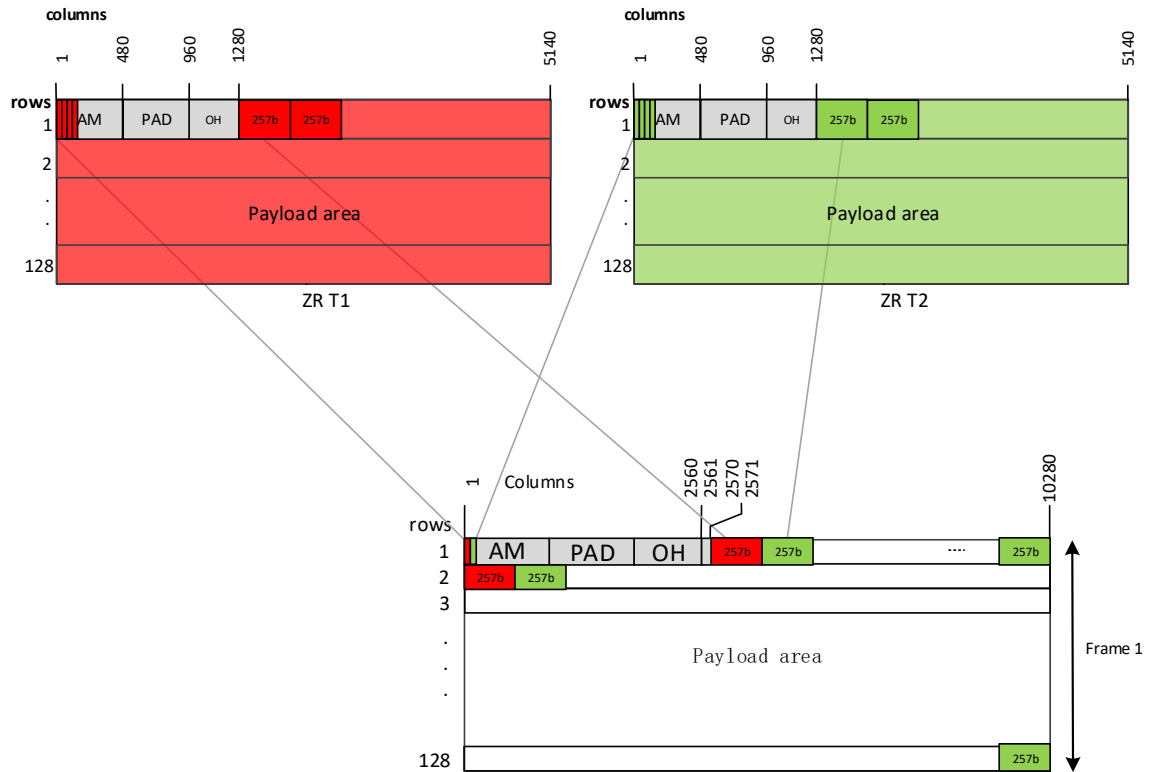 columns
1
480
960
1280
5140
rows
1
AM
PAD
OH
257b
257b
2
.
Payload area
.
128
ZR T1
columns
1
480
960
1280
5140
rows
1
AM
PAD
OH
257b
257b
2
.
Payload area
.
128
ZR T2
1
Columns
2560
2561
2570
2571
10280
rows
1
AM
PAD
OH
257b
257b
....
257b
2
257b
257b
3
.
.
.
Payload area
Frame 1
128
257b